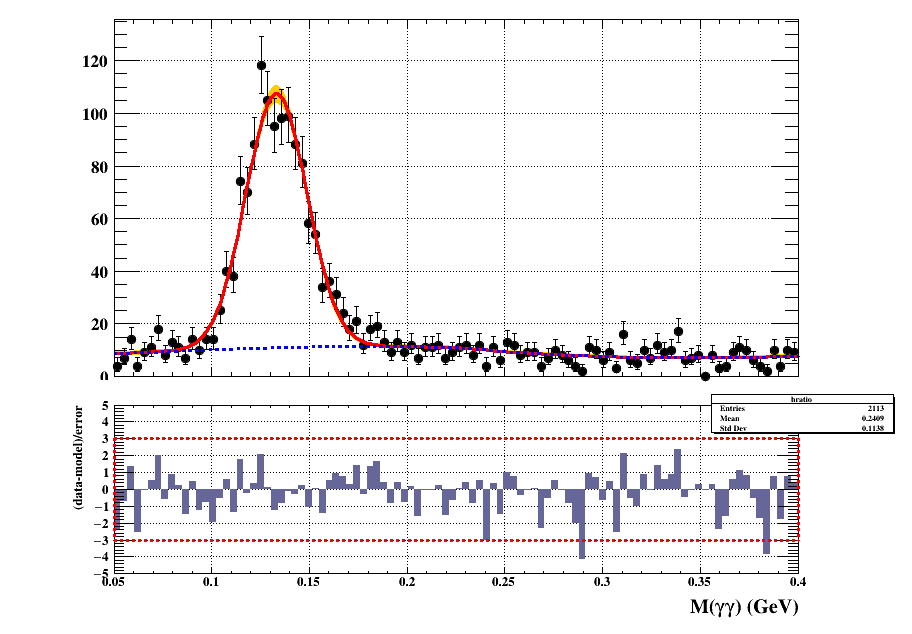 120
100
80
60
40
20
0
hratio
Entries 2113
Mean 0.2409
Std Dev 0.1138
(data-model)/error
5
4
3
2
1
0
−1
−2
−3
−4
−5
0.05 0.1 0.15 0.2 0.25 0.3 0.35 0.4
M(γγ) (GeV)